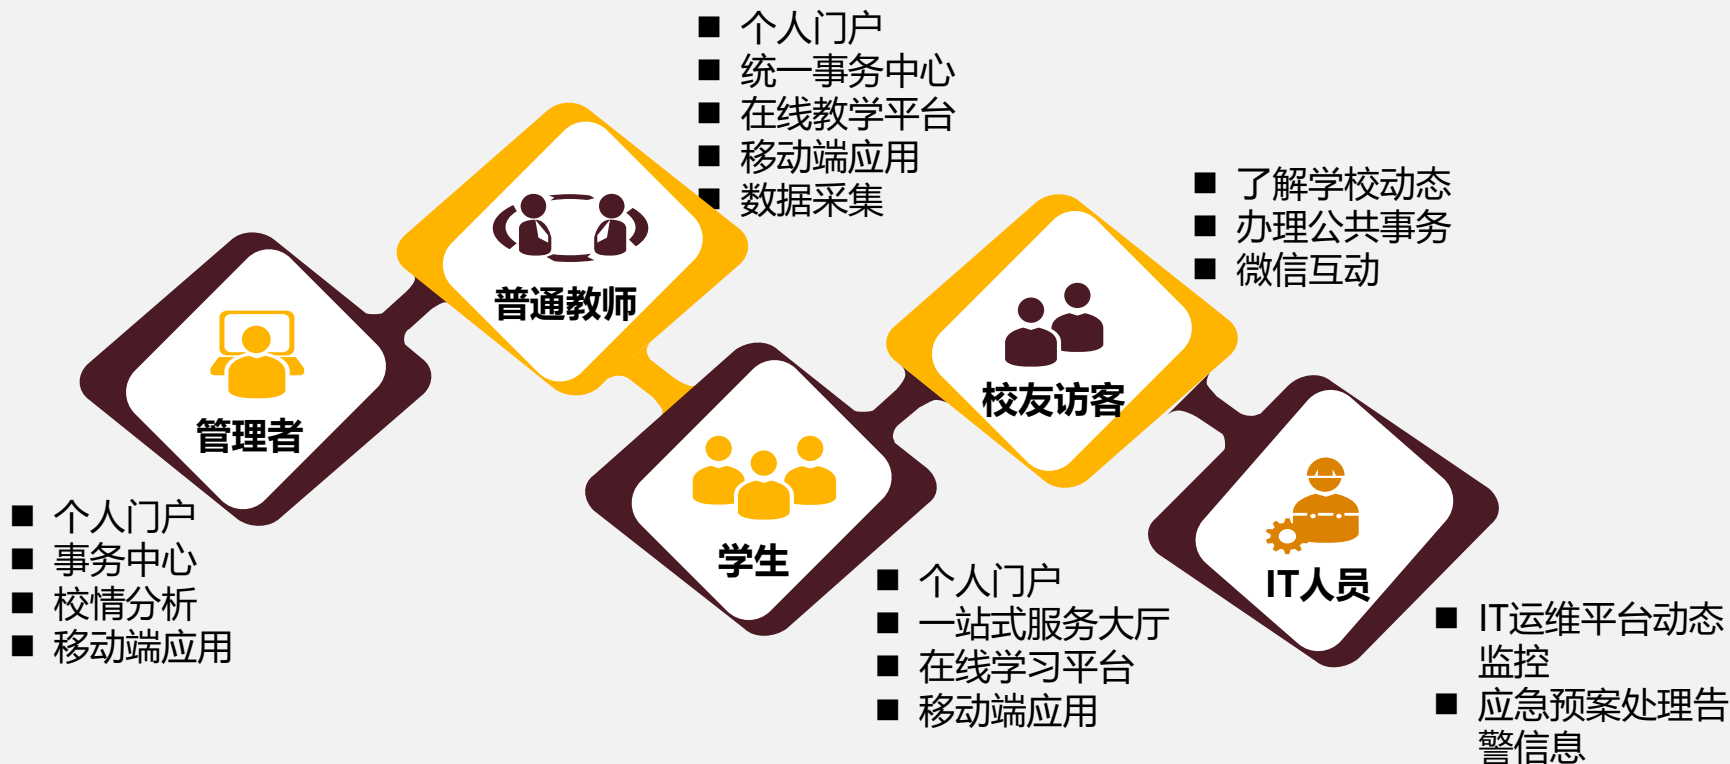 个人门户
统一事务中心
在线教学平台
移动端应用
数据采集
普通教师
了解学校动态
办理公共事务
微信互动
校友访客
管理者
个人门户
事务中心
校情分析
移动端应用
学生
个人门户
一站式服务大厅
在线学习平台
移动端应用
IT人员
IT运维平台动态
监控
应急预案处理告
警信息